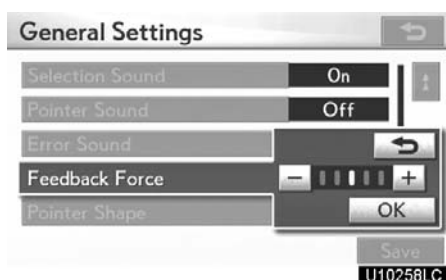 General Settings
Selection Sound On
Pointer Sound Off
Error Sound
Feedback Force − +
Pointer Shape OK
Save
U10258LC